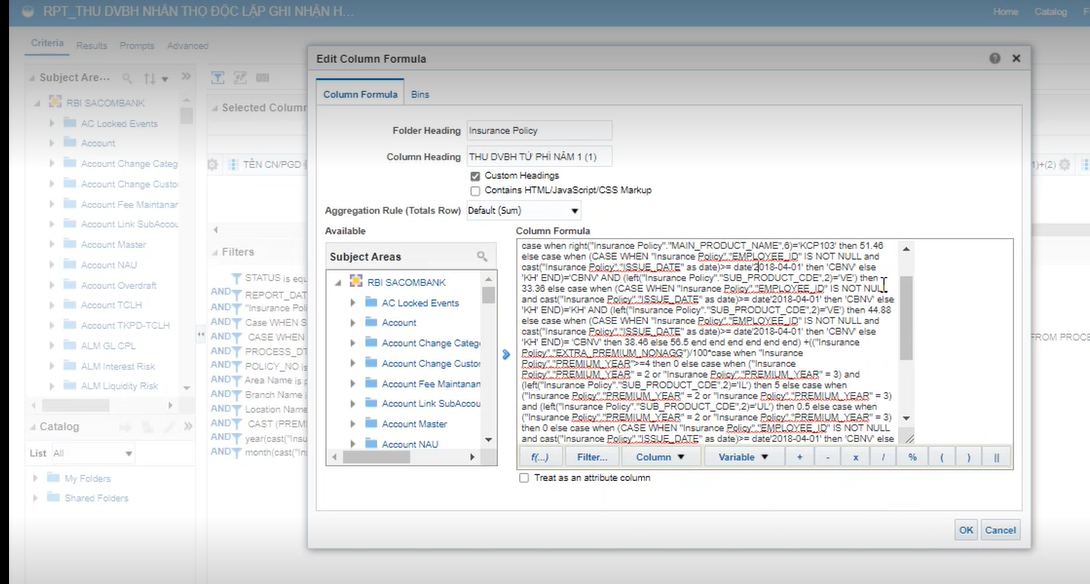 RPT_THU DVBH NHÂN THỌ ĐỘC LẬP GHI NHẬN H...
Home Catalog F
Criteria Results Prompts Advanced
Subject Are...
RBI SACOMBANK
AC Locked Events
Account
Account Change Categ
Account Change Custo
Account Fee Maintanar
Account Link SubAccou
Account Master
Account NAU
Account Overdraft
Account TCLH
Account TKPD-TCLH
ALM GL CPL
ALM Interest Risk
ALM Liquidity Risk
Catalog
List All
My Folders
Shared Folders
Selected Column
TÊN CN/PGD
1)+(2)
Filters
STATUS is equ
AND REPORT_DAT
AND "Insurance Poli
AND Case WHEN S
AND CASE WHEN
AND PROCESS_DT
AND POLICY_NO is
AND Area Name is p
AND Branch Name
AND Location Name
AND CAST (PREM
AND year(cast("Insu
AND month(cast("Ins
ROM PROCES
Edit Column Formula
Column Formula Bins
Folder Heading Insurance Policy
Column Heading THU DVBH TỪ PHÍ NĂM 1 (1)
Custom Headings
Contains HTML/JavaScript/CSS Markup
Aggregation Rule (Totals Row) Default (Sum)
Available
Subject Areas
RBI SACOMBANK
AC Locked Events
Account
Account Change Categ
Account Change Custo
Account Fee Maintanan
Account Link SubAccou
Account Master
Account NAU
Column Formula
case when right("Insurance Policy"."MAIN_PRODUCT_NAME",6)='KCP103' then 51.46
else case when (CASE WHEN "Insurance Policy"."EMPLOYEE_ID" IS NOT NULL and
cast("Insurance Policy"."ISSUE_DATE" as date)>= date'2018-04-01' then 'CBNV' else
'KH' END)='CBNV' AND (left("Insurance Policy"."SUB_PRODUCT_CDE",2)='VE') then
33.36 else case when (CASE WHEN "Insurance Policy"."EMPLOYEE_ID" IS NOT NULL
and cast("Insurance Policy"."ISSUE_DATE" as date)>= date'2018-04-01' then 'CBNV' else
'KH' END)='KH' AND (left("Insurance Policy"."SUB_PRODUCT_CDE",2)='VE') then 44.88
else case when (CASE WHEN "Insurance Policy"."EMPLOYEE_ID" IS NOT NULL and
cast("Insurance Policy"."ISSUE_DATE" as date)>= date'2018-04-01' then 'CBNV' else
'KH' END)= 'CBNV' then 38.46 else 56.5 end end end end end end) +(("Insurance
Policy"."EXTRA_PREMIUM_NONAGG")/100*case when "Insurance
Policy"."PREMIUM_YEAR">=4 then 0 else case when ("Insurance
Policy"."PREMIUM_YEAR" = 2 or "Insurance Policy"."PREMIUM_YEAR" = 3) and
(left("Insurance Policy"."SUB_PRODUCT_CDE",2)='IL') then 5 else case when
("Insurance Policy"."PREMIUM_YEAR" = 2 or "Insurance Policy"."PREMIUM_YEAR" = 3)
and (left("Insurance Policy"."SUB_PRODUCT_CDE",2)='UL') then 0.5 else case when
("Insurance Policy"."PREMIUM_YEAR" = 2 or "Insurance Policy"."PREMIUM_YEAR" = 3)
then 0 else case when (CASE WHEN "Insurance Policy"."EMPLOYEE_ID" IS NOT NULL
and cast("Insurance Policy"."ISSUE_DATE" as date)>= date'2018-04-01' then 'CBNV' else
f(...) Filter... Column Variable + - x / % ( ) ||
Treat as an attribute column
OK Cancel